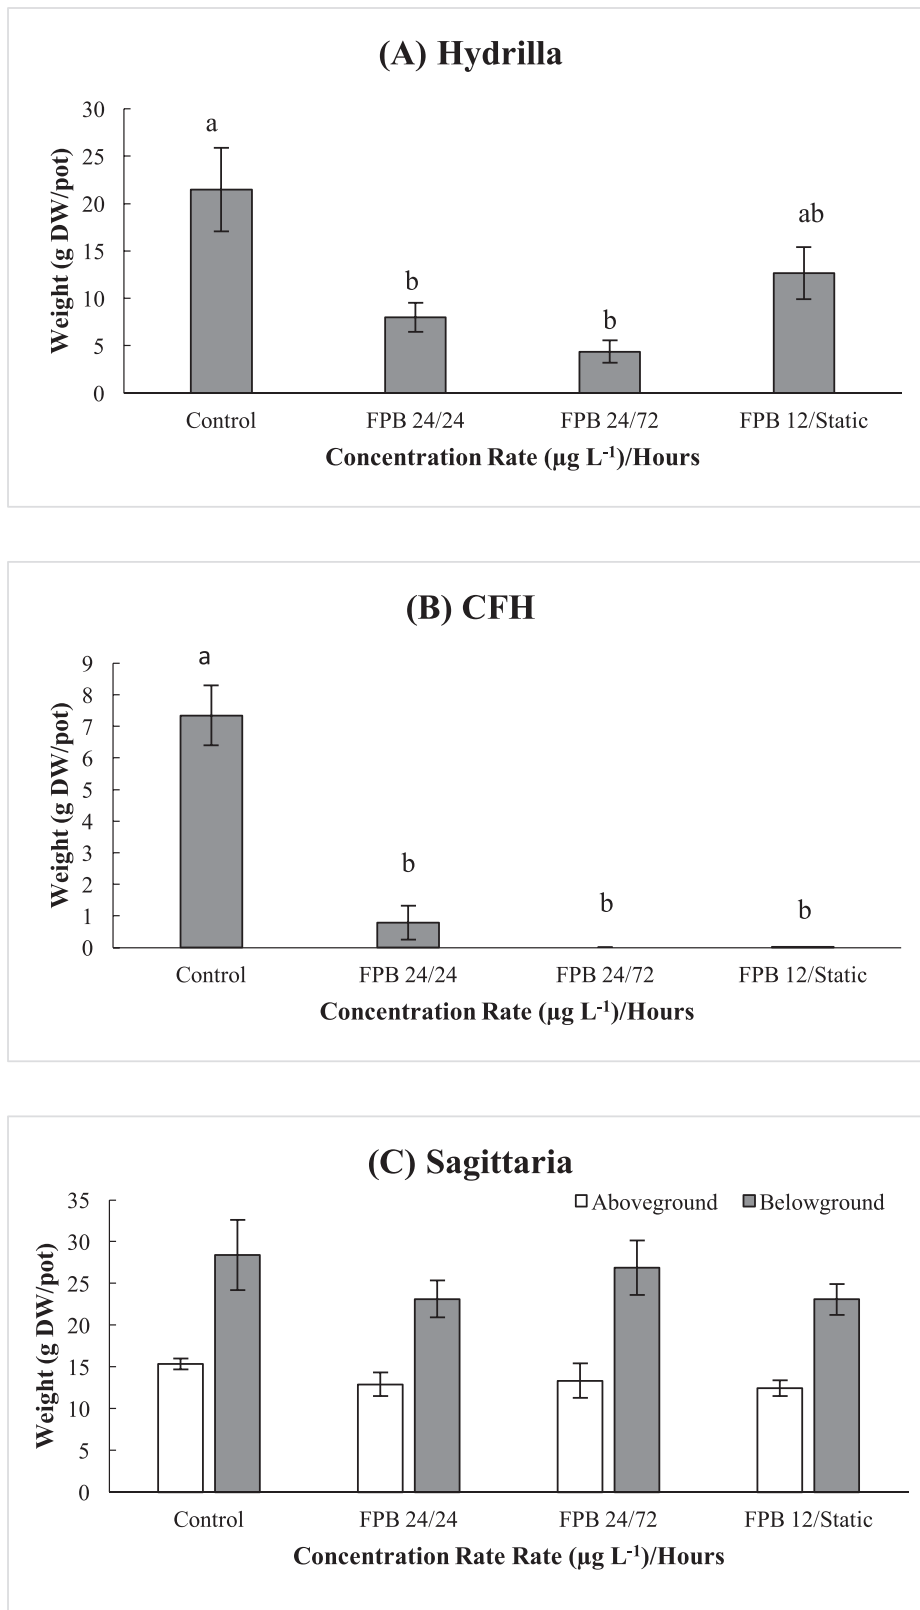 (A) Hydrilla
Weight (g DW/pot)
30
25
20
15
10
5
0
a
b
b
ab
Control FPB 24/24 FPB 24/72 FPB 12/Static
Concentration Rate (µg L-1)/Hours
(B) CFH
Weight (g DW/pot)
9
8
7
6
5
4
3
2
1
0
a
b
b
b
Control FPB 24/24 FPB 24/72 FPB 12/Static
Concentration Rate (µg L-1)/Hours
(C) Sagittaria
Aboveground Belowground
Weight (g DW/pot)
35
30
25
20
15
10
5
0
Control FPB 24/24 FPB 24/72 FPB 12/Static
Concentration Rate Rate (µg L-1)/Hours